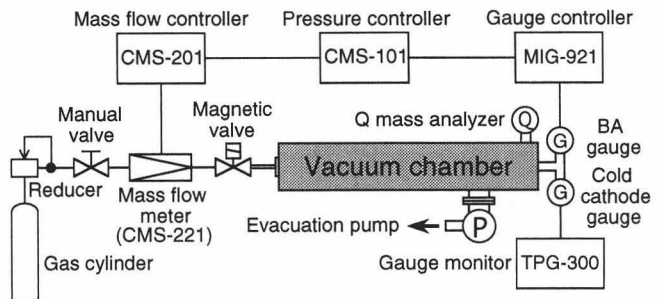 Mass flow controller
Pressure controller
Gauge controller
CMS-201
CMS-101
MIG-921
Manual
valve
Magnetic
valve
Q mass analyzer
Q
G
BA
gauge
Vacuum chamber
Reducer
Mass flow
meter
(CMS-221)
G
Cold
cathode
gauge
Evacuation pump
P
Gas cylinder
Gauge monitor
TPG-300